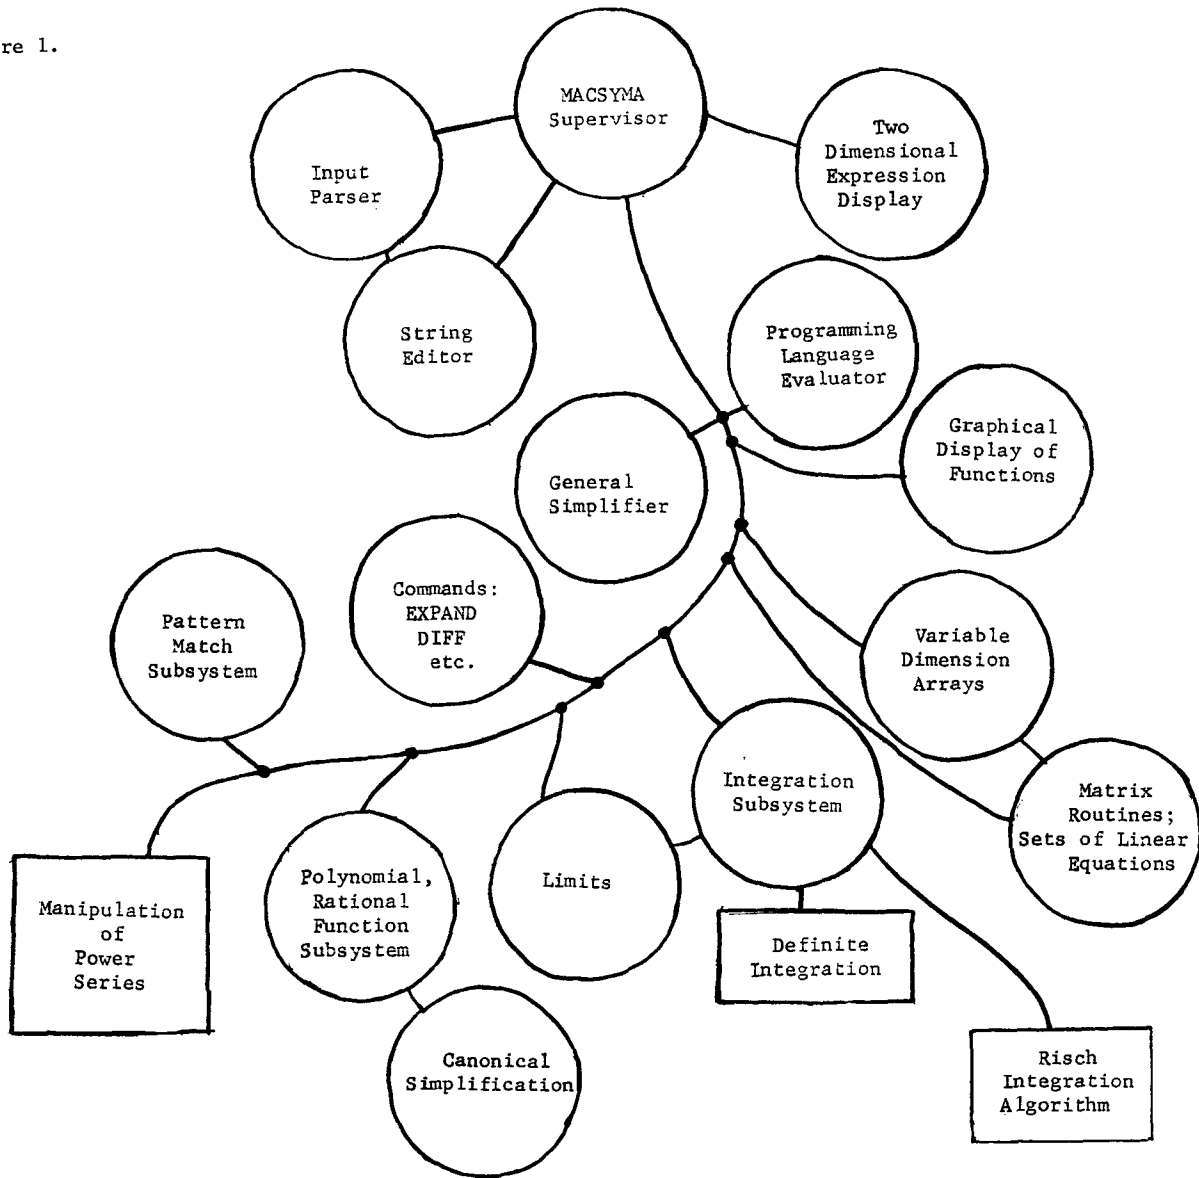 re 1.
MACSYMA
Supervisor
Two
Dimensional
Expression
Display
Input
Parser
String
Editor
Programming
Language
Evaluator
Graphical
Display of
Functions
General
Simplifier
Commands:
EXPAND
DIFF
etc.
Pattern
Match
Subsystem
Variable
Dimension
Arrays
Integration
Subsystem
Matrix
Routines;
Sets of Linear
Equations
Polynomial,
Rational
Function
Subsystem
Limits
Manipulation
of
Power
Series
Definite
Integration
Canonical
Simplification
Risch
Integration
Algorithm